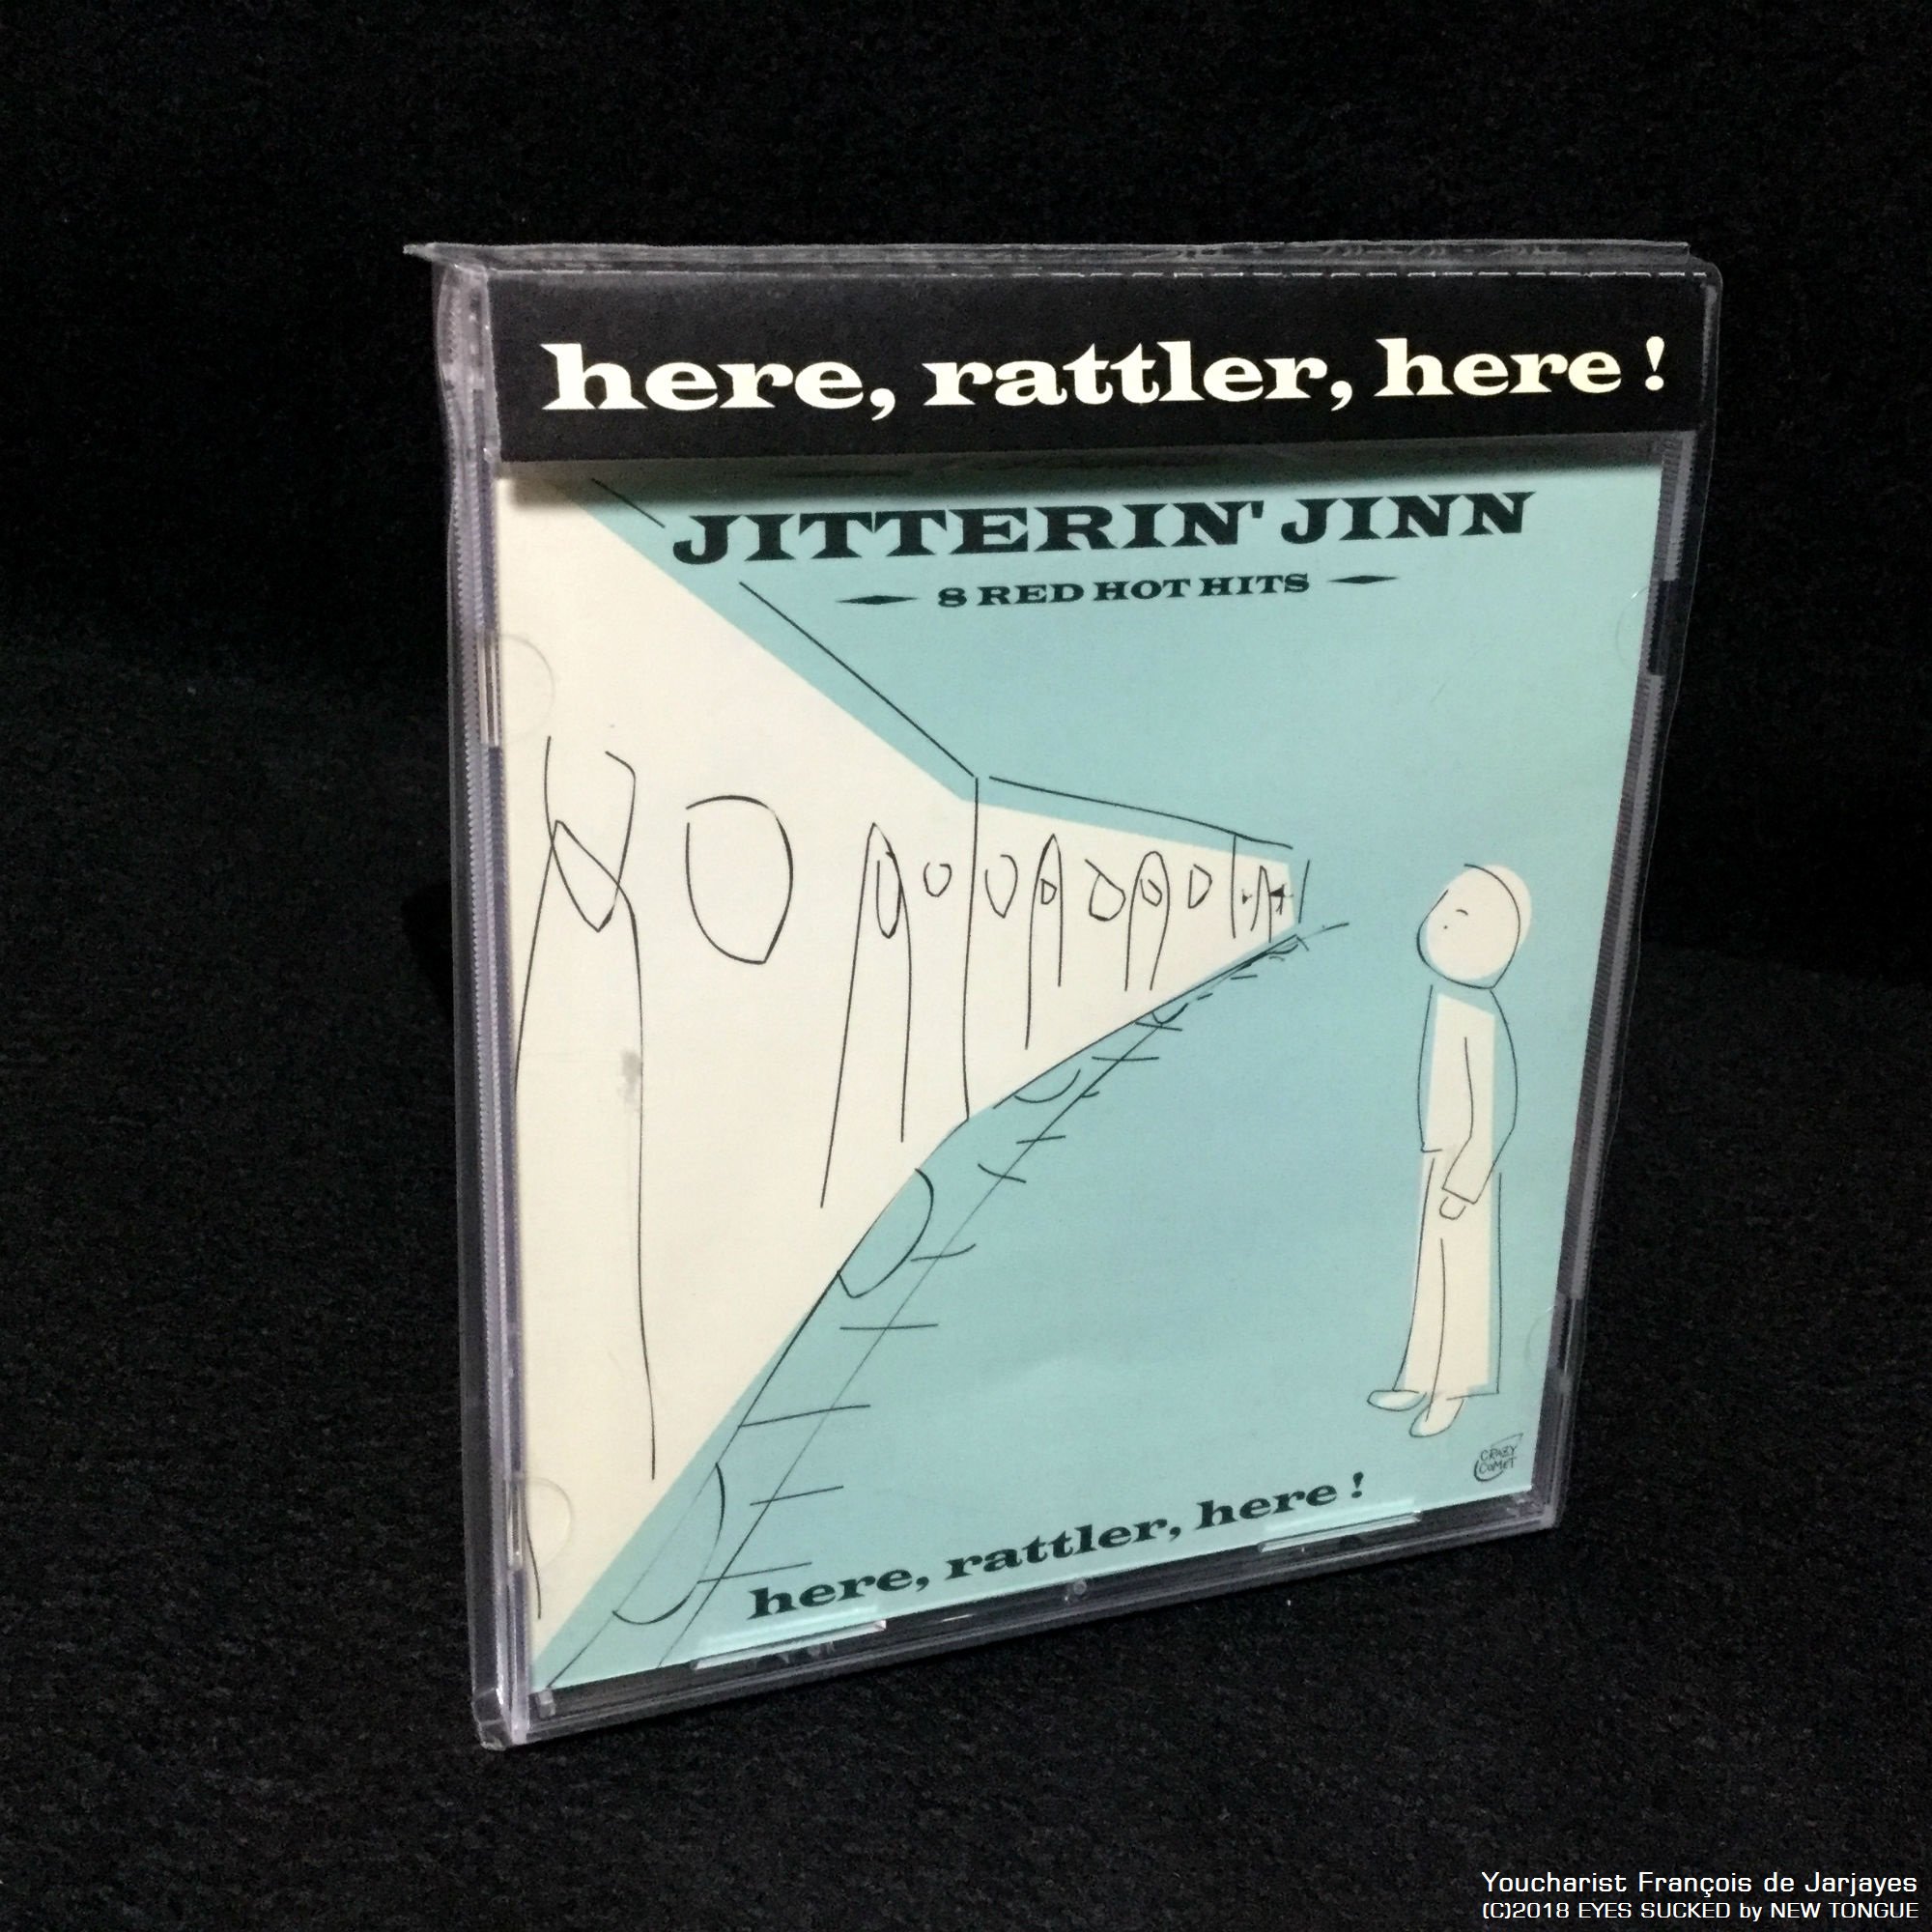 here, rattler, here !
JITTERIN' JINN
8 RED HOT HITS
CRAZY
COMET
here, rattler, here !
Youcharist François de Jarjayes
(C)2018 EYES SUCKED by NEW TONGUE